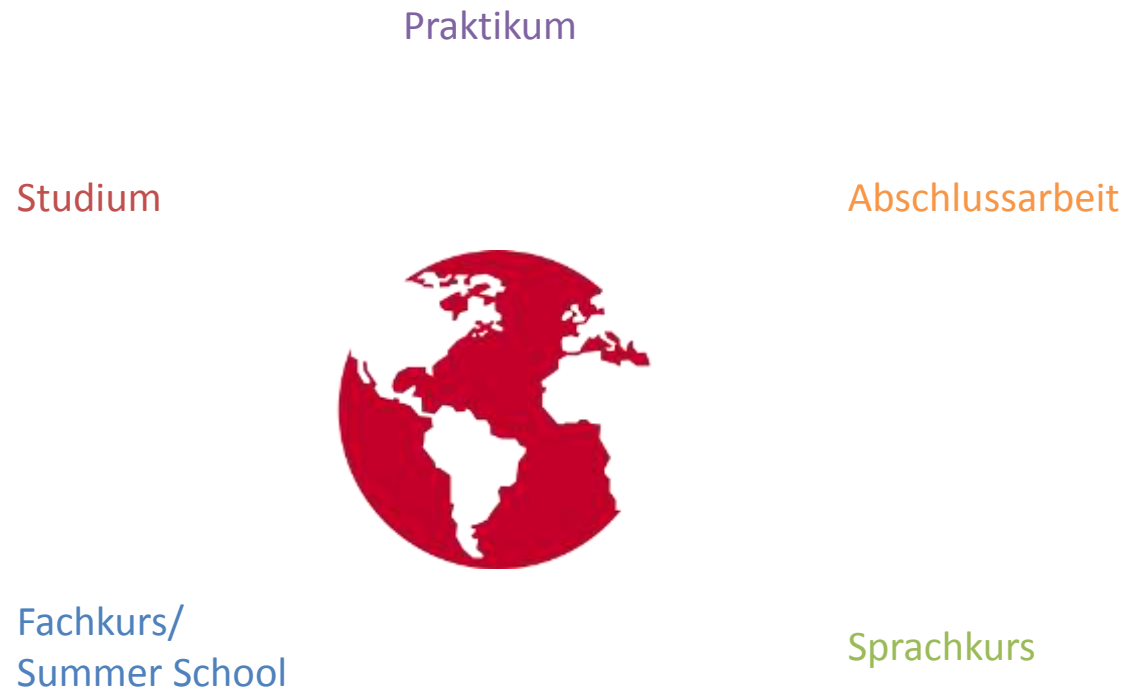 Praktikum
Studium
Abschlussarbeit
Fachkurs/
Summer School
Sprachkurs